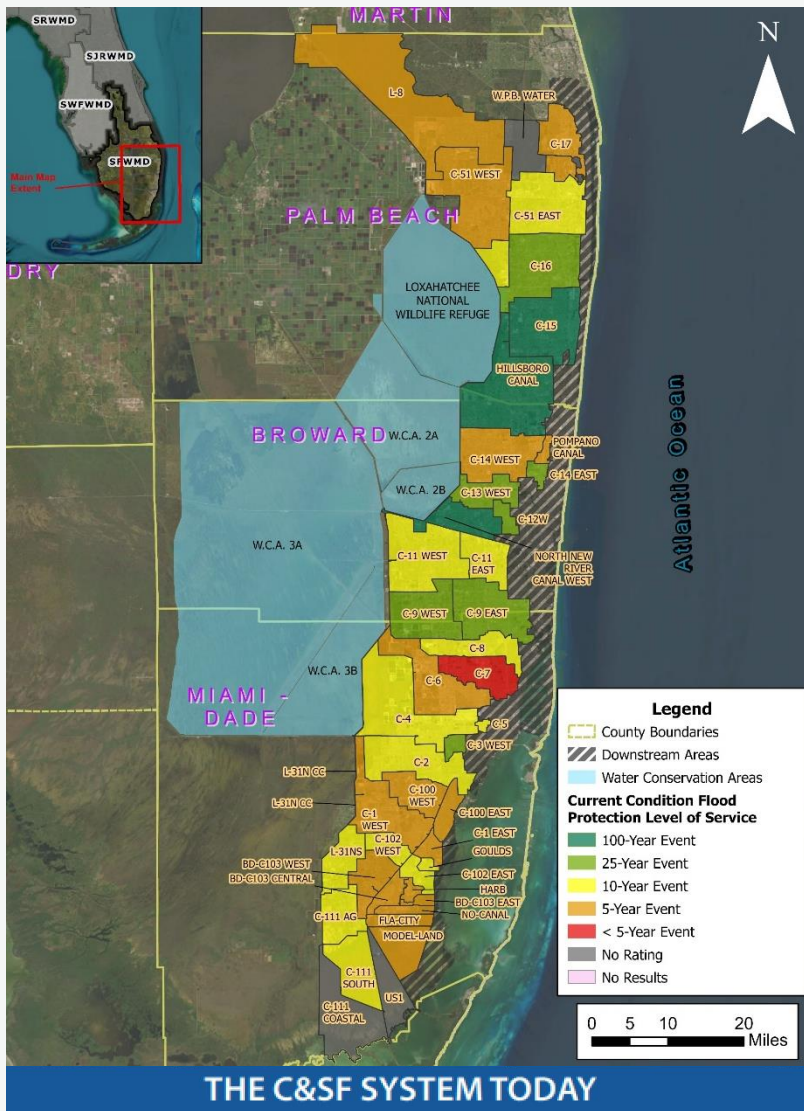 MARTIN
SRWMD
SJRWMD
SWFWMD
SFWMD
Main Map
Extent
N
L-8
W.P.B. WATER
C-17
C-51 WEST
PALM BEACH
C-51 EAST
DRY
C-16
LOXAHATCHEE
NATIONAL
WILDLIFE REFUGE
C-15
HILLSBORO
CANAL
BROWARD
W.C.A. 2A
POMPANO
CANAL
C-14 WEST
C-14 EAST
W.C.A. 2B
C-13 WEST
C-12W
W.C.A. 3A
NORTH NEW
RIVER
CANAL WEST
C-11 WEST
C-11
EAST
C-9 WEST
C-9 EAST
C-8
W.C.A. 3B
C-6
C-7
MIAMI -
DADE
C-4
C-5
C-3 WEST
C-2
L-31N CC
L-31N CC
C-100
WEST
C-100 EAST
C-1
WEST
C-1 EAST
C-102
WEST
L-31NS
GOULDS
BD-C103 WEST
C-102 EAST
BD-C103 CENTRAL
HARB
BD-C103 EAST
C-111 AG
NO-CANAL
FLA-CITY
MODEL-LAND
C-111
SOUTH
US1
C-111
COASTAL
Atlantic Ocean
Legend
County Boundaries
Downstream Areas
Water Conservation Areas
Current Condition Flood
Protection Level of Service
100-Year Event
25-Year Event
10-Year Event
5-Year Event
< 5-Year Event
No Rating
No Results
0 5 10 20
Miles
THE C&SF SYSTEM TODAY